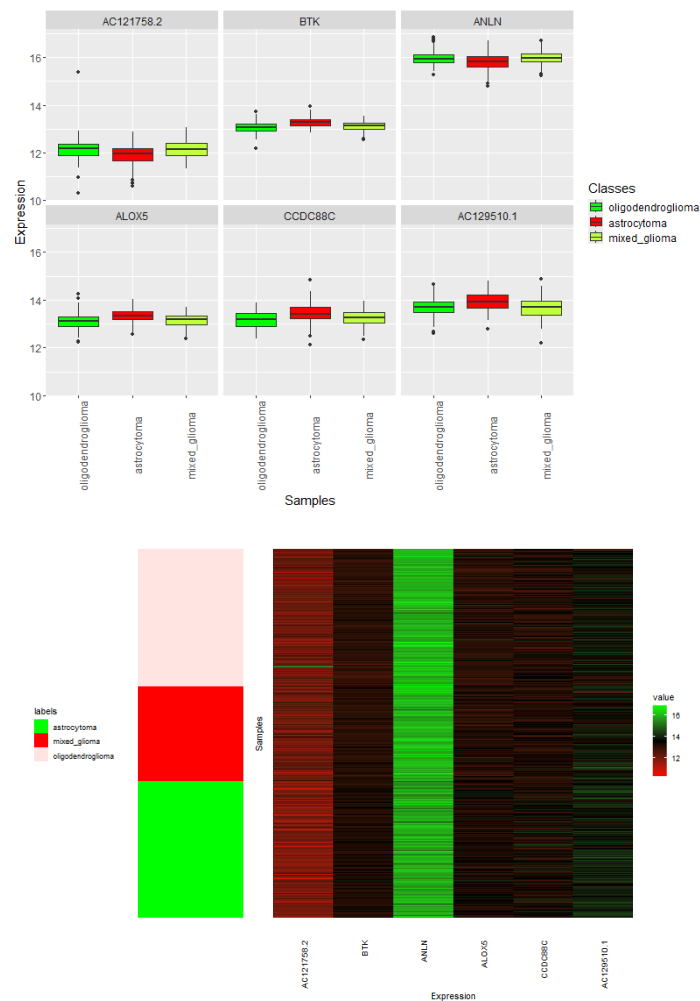 AC121758.2 BTK ANLN
16
14
12
10
ALOX5 CCDC88C AC129510.1
16
14
12
10
Expression
oligodendroglioma astrocytoma mixed_glioma oligodendroglioma astrocytoma mixed_glioma oligodendroglioma astrocytoma mixed_glioma
Samples
Classes
oligodendroglioma
astrocytoma
mixed_glioma
labels
astrocytoma
mixed_glioma
oligodendroglioma
Samples
value
16
14
12
AC121758.2 BTK ANLN ALOX5 CCDC88C AC129510.1
Expression